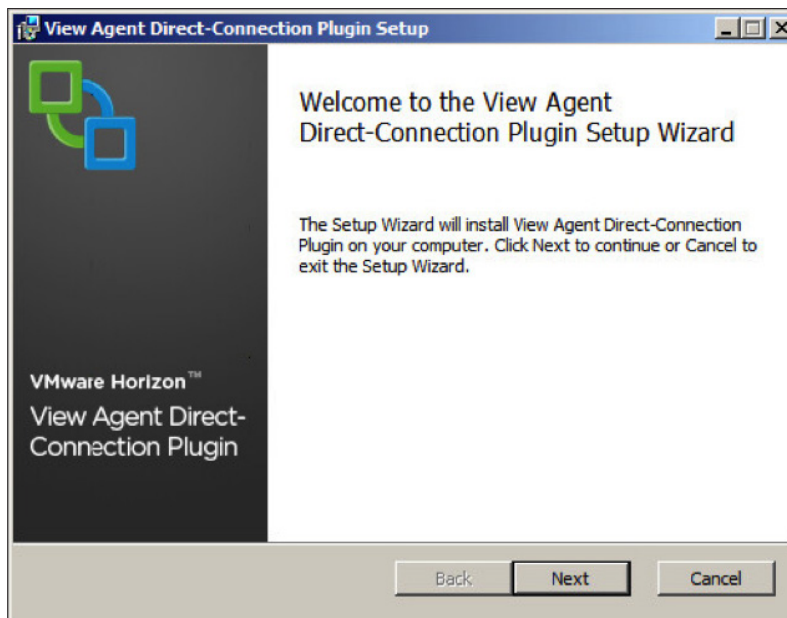 View Agent Direct-Connection Plugin Setup
Welcome to the View Agent
Direct-Connection Plugin Setup Wizard
The Setup Wizard will install View Agent Direct-Connection
Plugin on your computer. Click Next to continue or Cancel to
exit the Setup Wizard.
VMware Horizon™
View Agent Direct-
Connection Plugin
Back
Next
Cancel